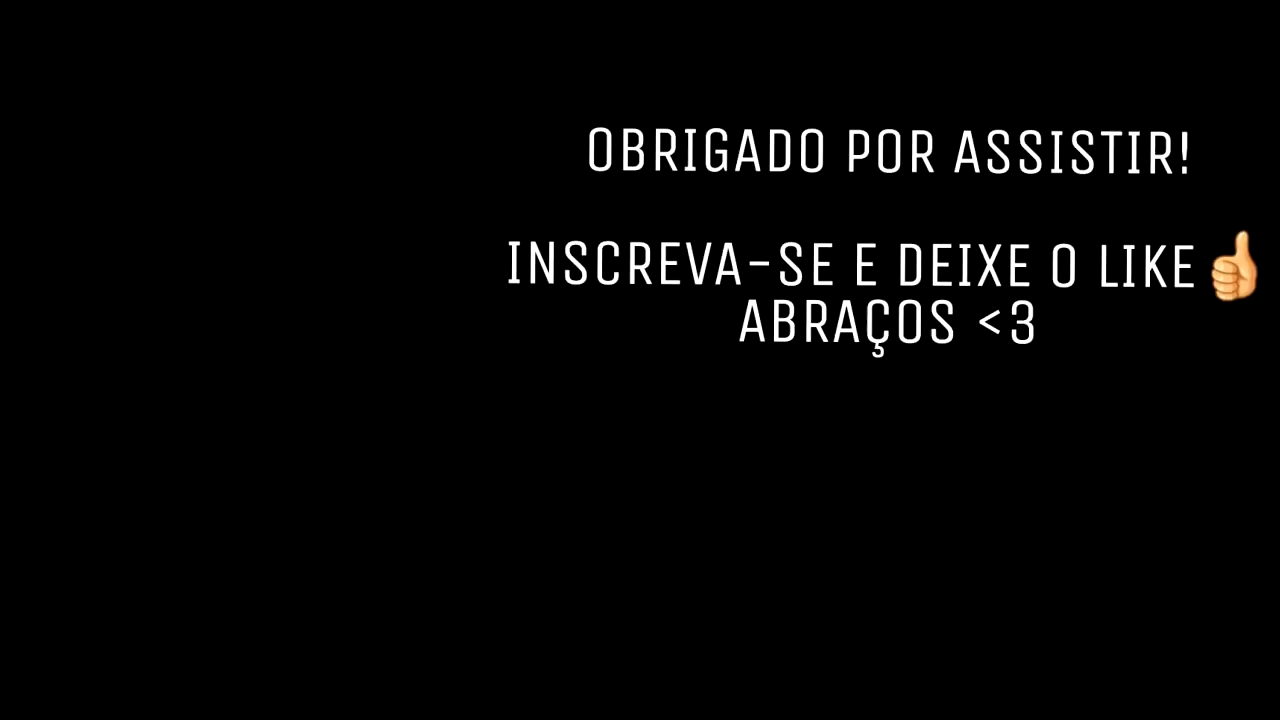 OBRIGADO POR ASSISTIR!
INSCREVA-SE E DEIXE O LIKE👍
ABRAÇOS <3